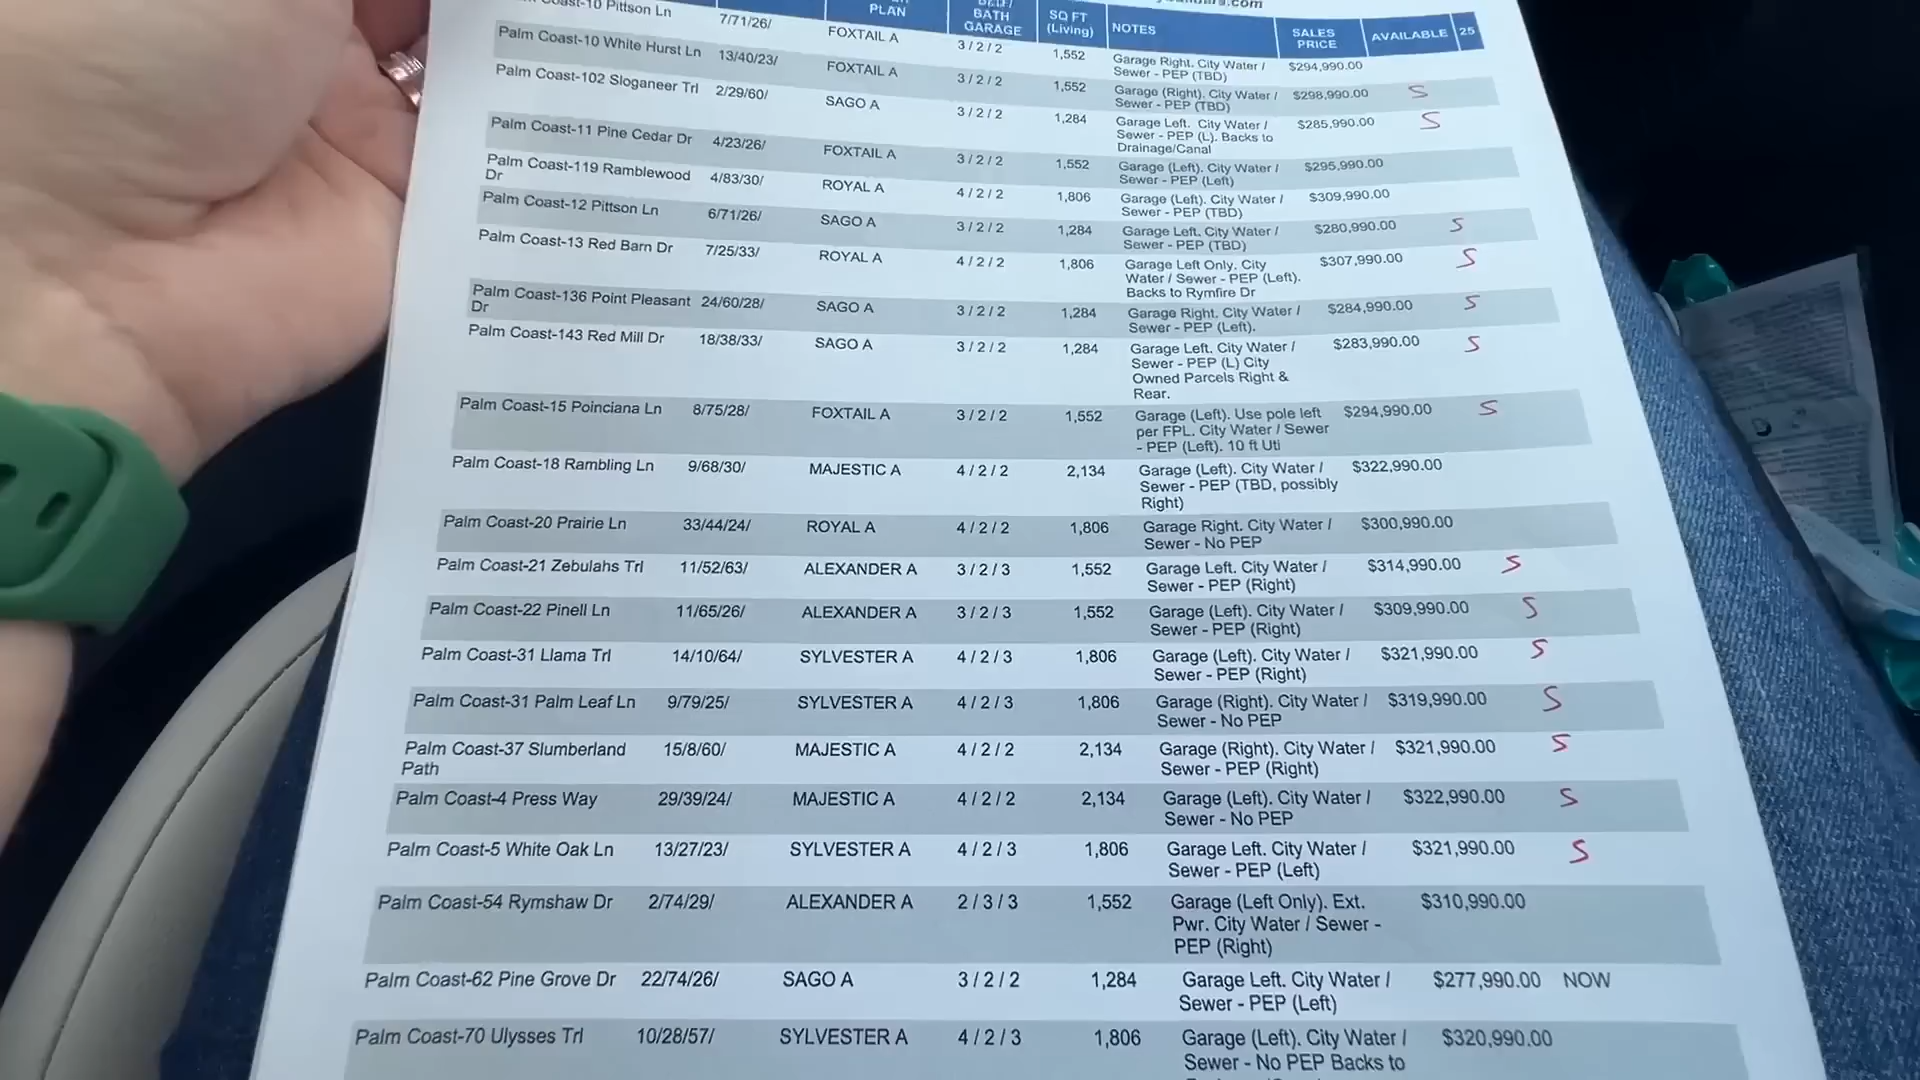 PLAN
BATH
GARAGE
SQ FT
(Living)
NOTES
SALES
PRICE
AVAILABLE
25
Pittson Ln 7/71/26/ FOXTAIL A 3 / 2 / 2 1,552 Garage Right. City Water / $294,990.00
Sewer - PEP (TBD)
Palm Coast-10 White Hurst Ln 13/40/23/ FOXTAIL A 3 / 2 / 2 1,552 Garage (Right). City Water / $298,990.00 S
Sewer - PEP (TBD)
Palm Coast-102 Sloganeer Trl 2/29/60/ SAGO A 3 / 2 / 2 1,284 Garage Left. City Water / $285,990.00 S
Sewer - PEP (L). Backs to
Drainage/Canal
Palm Coast-11 Pine Cedar Dr 4/23/26/ FOXTAIL A 3 / 2 / 2 1,552 Garage (Left). City Water / $295,990.00
Sewer - PEP (Left)
Palm Coast-119 Ramblewood 4/83/30/ ROYAL A 4 / 2 / 2 1,806 Garage (Left). City Water / $309,990.00
Dr Sewer - PEP (TBD)
Palm Coast-12 Pittson Ln 6/71/26/ SAGO A 3 / 2 / 2 1,284 Garage Left. City Water / $280,990.00 S
Sewer - PEP (TBD)
Palm Coast-13 Red Barn Dr 7/25/33/ ROYAL A 4 / 2 / 2 1,806 Garage Left Only. City $307,990.00 S
Water / Sewer - PEP (Left).
Backs to Rymfire Dr
Palm Coast-136 Point Pleasant 24/60/28/ SAGO A 3 / 2 / 2 1,284 Garage Right. City Water / $284,990.00 S
Dr Sewer - PEP (Left).
Palm Coast-143 Red Mill Dr 18/38/33/ SAGO A 3 / 2 / 2 1,284 Garage Left. City Water / $283,990.00 S
Sewer - PEP (L) City
Owned Parcels Right &
Rear.
Palm Coast-15 Poinciana Ln 8/75/28/ FOXTAIL A 3 / 2 / 2 1,552 Garage (Left). Use pole left $294,990.00 S
per FPL. City Water / Sewer
- PEP (Left). 10 ft Uti
Palm Coast-18 Rambling Ln 9/68/30/ MAJESTIC A 4 / 2 / 2 2,134 Garage (Left). City Water / $322,990.00
Sewer - PEP (TBD, possibly
Right)
Palm Coast-20 Prairie Ln 33/44/24/ ROYAL A 4 / 2 / 2 1,806 Garage Right. City Water / $300,990.00
Sewer - No PEP
Palm Coast-21 Zebulahs Trl 11/52/63/ ALEXANDER A 3 / 2 / 3 1,552 Garage Left. City Water / $314,990.00 S
Sewer - PEP (Right)
Palm Coast-22 Pinell Ln 11/65/26/ ALEXANDER A 3 / 2 / 3 1,552 Garage (Left). City Water / $309,990.00 S
Sewer - PEP (Right)
Palm Coast-31 Llama Trl 14/10/64/ SYLVESTER A 4 / 2 / 3 1,806 Garage (Left). City Water / $321,990.00 S
Sewer - PEP (Right)
Palm Coast-31 Palm Leaf Ln 9/79/25/ SYLVESTER A 4 / 2 / 3 1,806 Garage (Right). City Water / $319,990.00 S
Sewer - No PEP
Palm Coast-37 Slumberland 15/8/60/ MAJESTIC A 4 / 2 / 2 2,134 Garage (Right). City Water / $321,990.00 S
Path Sewer - PEP (Right)
Palm Coast-4 Press Way 29/39/24/ MAJESTIC A 4 / 2 / 2 2,134 Garage (Left). City Water / $322,990.00 S
Sewer - No PEP
Palm Coast-5 White Oak Ln 13/27/23/ SYLVESTER A 4 / 2 / 3 1,806 Garage Left. City Water / $321,990.00 S
Sewer - PEP (Left)
Palm Coast-54 Rymshaw Dr 2/74/29/ ALEXANDER A 2 / 3 / 3 1,552 Garage (Left Only). Ext. $310,990.00
Pwr. City Water / Sewer -
PEP (Right)
Palm Coast-62 Pine Grove Dr 22/74/26/ SAGO A 3 / 2 / 2 1,284 Garage Left. City Water / $277,990.00 NOW
Sewer - PEP (Left)
Palm Coast-70 Ulysses Trl 10/28/57/ SYLVESTER A 4 / 2 / 3 1,806 Garage (Left). City Water / $320,990.00
Sewer - No PEP Backs to